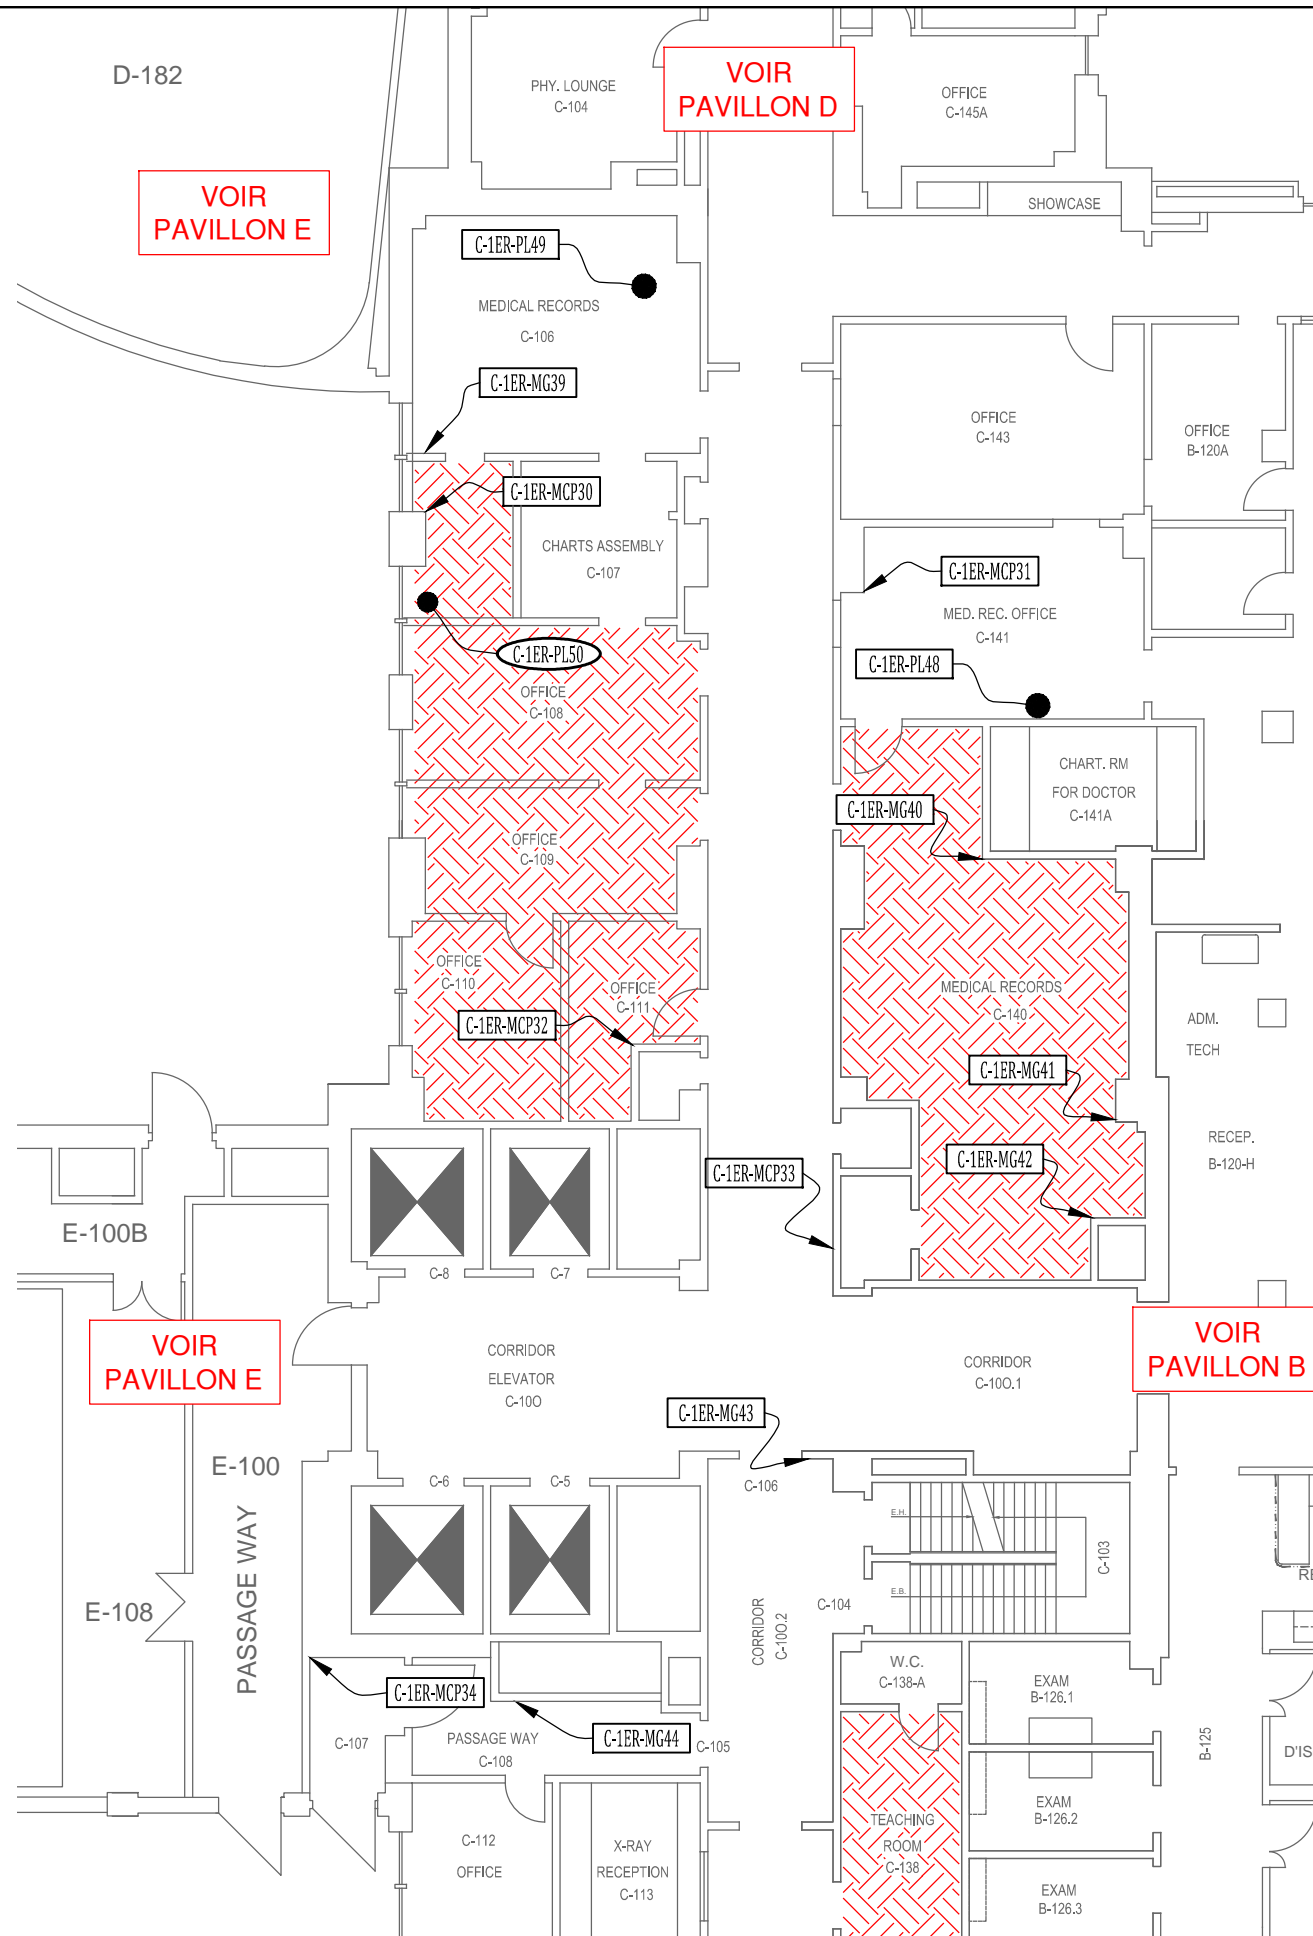 D-182
PHY. LOUNGE
C-104
VOIR
PAVILLON D
OFFICE
C-145A
VOIR
PAVILLON E
SHOWCASE
C-1ER-PL49
MEDICAL RECORDS
C-106
C-1ER-MG39
OFFICE
C-143
OFFICE
B-120A
C-1ER-MCP30
CHARTS ASSEMBLY
C-107
C-1ER-MCP31
MED. REC. OFFICE
C-141
C-1ER-PL50
C-1ER-PL48
OFFICE
C-108
CHART. RM
FOR DOCTOR
C-141A
C-1ER-MG40
OFFICE
C-109
OFFICE
C-110
OFFICE
C-111
MEDICAL RECORDS
C-140
C-1ER-MCP32
ADM.
TECH
C-1ER-MG41
RECEP.
B-120-H
C-1ER-MG42
C-1ER-MCP33
E-100B
C-8
C-7
VOIR
PAVILLON E
VOIR
PAVILLON B
CORRIDOR
ELEVATOR
C-100
CORRIDOR
C-100.1
C-1ER-MG43
E-100
PASSAGE WAY
C-6
C-5
C-106
E.H.
C-103
E.B.
RE
E-108
C-104
CORRIDOR
C-100.2
W.C.
C-138-A
EXAM
B-126.1
C-1ER-MCP34
C-1ER-MG44
C-107
PASSAGE WAY
C-108
C-105
B-125
D'IS
EXAM
B-126.2
TEACHING
ROOM
C-138
C-112
OFFICE
X-RAY
RECEPTION
C-113
EXAM
B-126.3